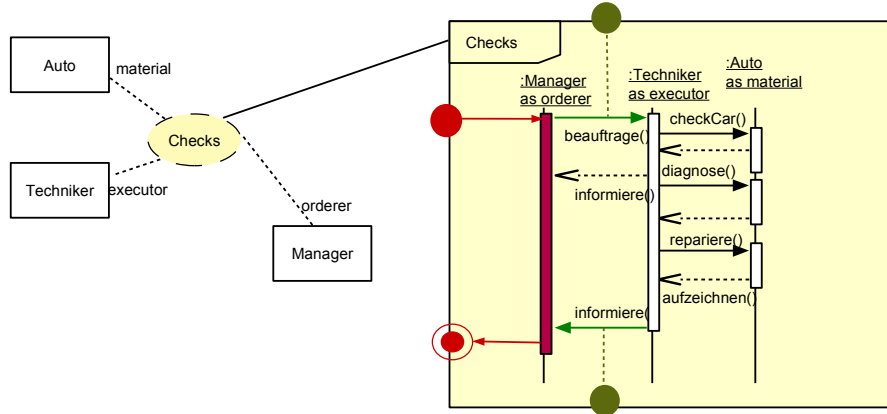 Auto
material
Checks
Techniker
executor
orderer
Manager
Checks
:Manager
as orderer
:Techniker
as executor
:Auto
as material
beauftrage()
checkCar()
diagnose()
informiere()
repariere()
aufzeichnen()
informiere(